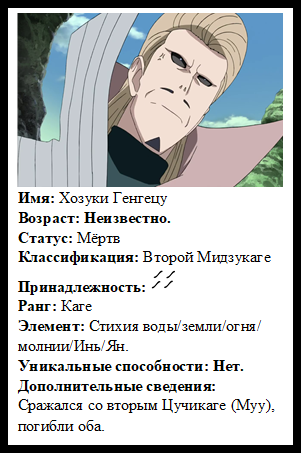 Имя: Хозуки Генгецу
Возраст: Неизвестно.
Статус: Мёртв
Классификация: Второй Мидзукаге
Принадлежность:
Ранг: Каге
Элемент: Стихия воды/земли/огня/
молнии/Инь/Ян.
Уникальные способности: Нет.
Дополнительные сведения:
Сражался со вторым Цучикаге (Муу),
погибли оба.